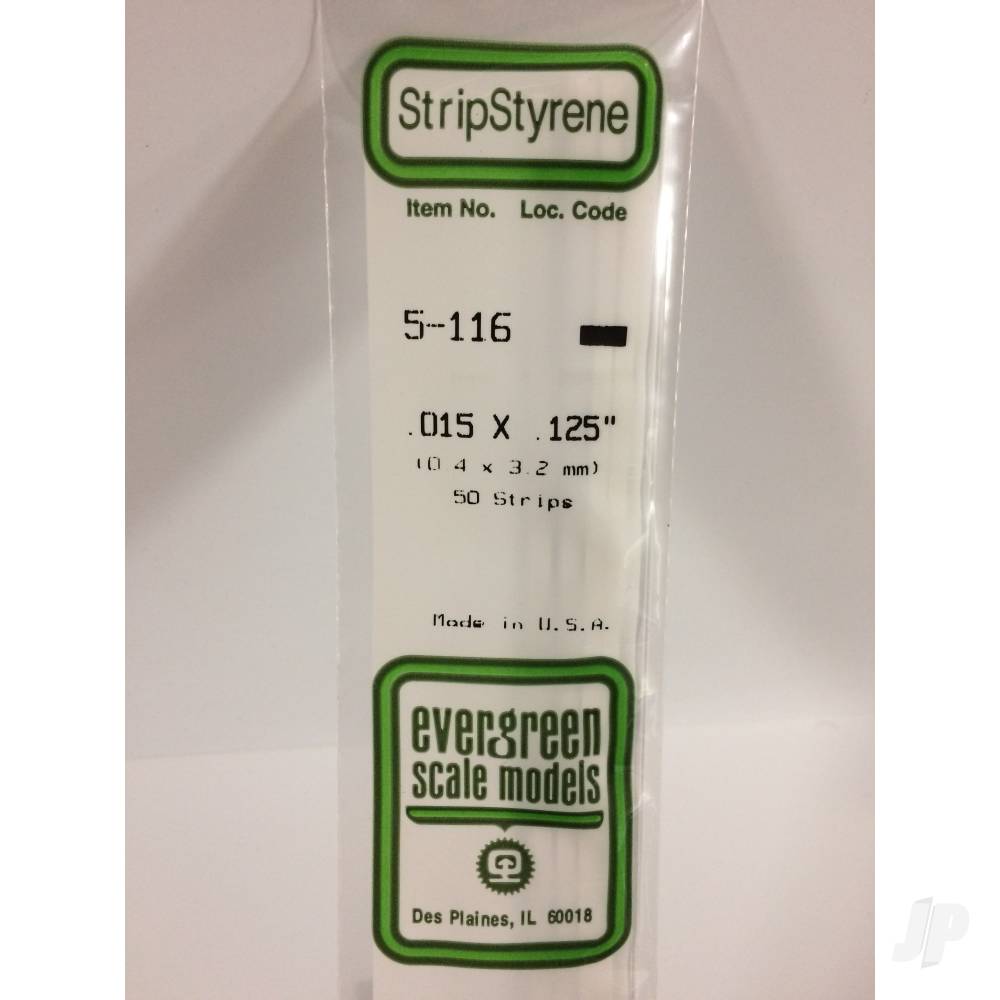 StripStyrene
Item No. Loc. Code
5-116
.015 X .125"
(0.4 x 3.2 mm)
50 Strips
Made in U.S.A.
evergreen
scale models
Des Plaines, IL 60018
JP